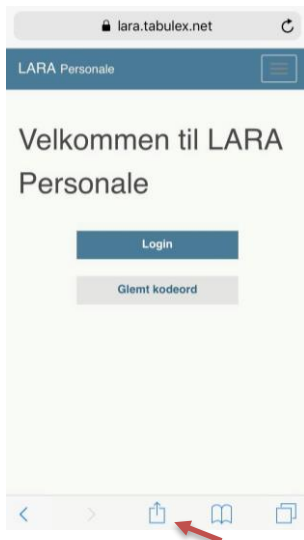 lara.tabulex.net
LARA Personale
Velkommen til LARA
Personale
Login
Glemt kodeord